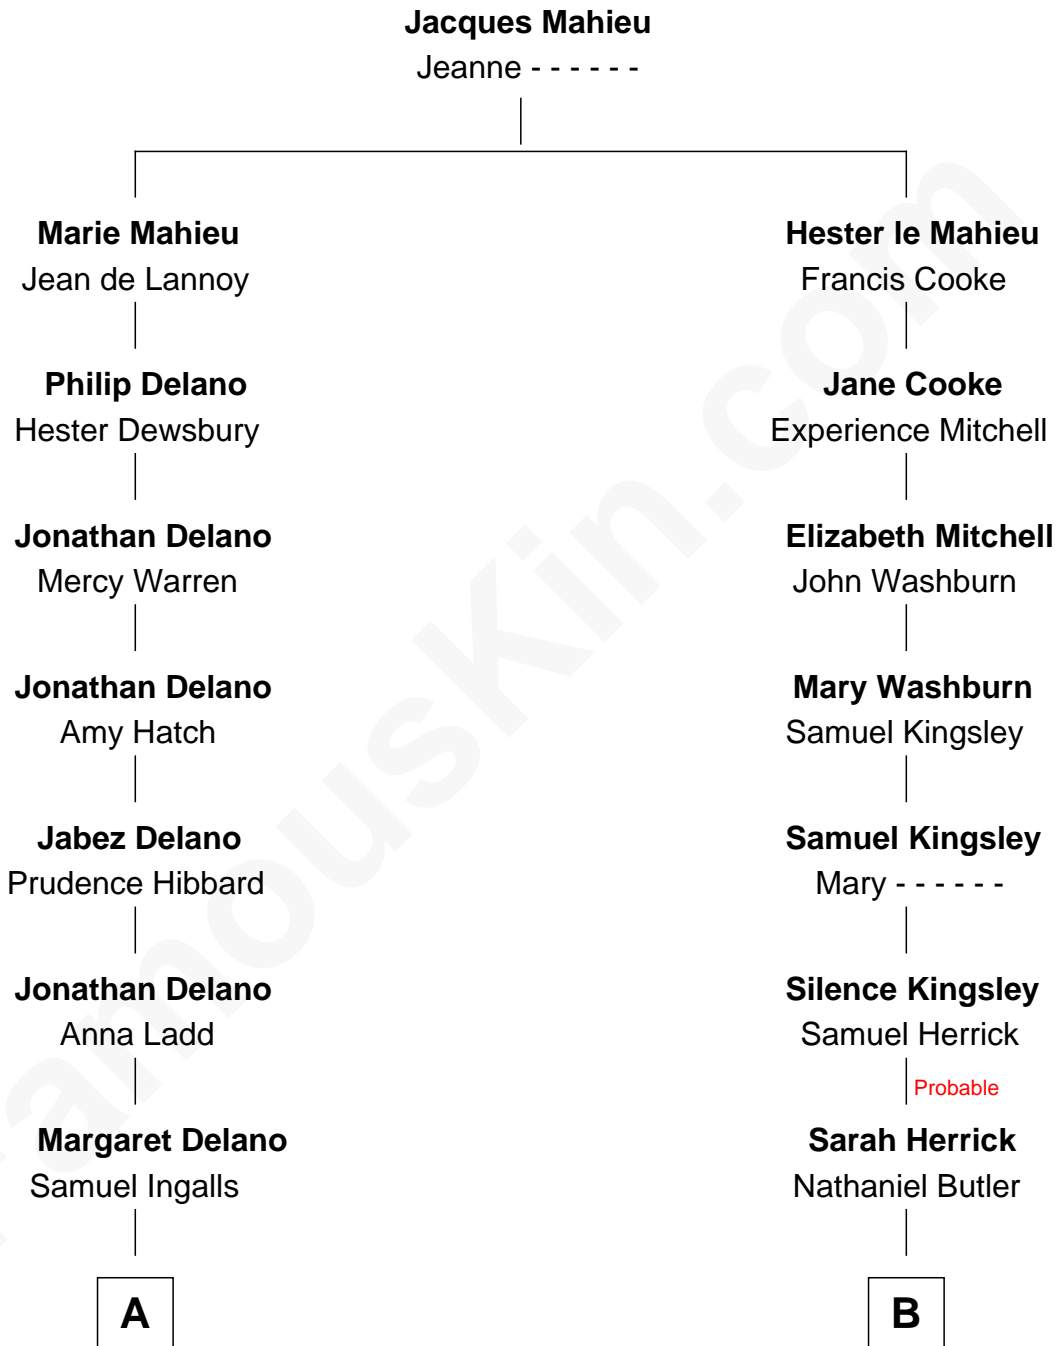 Jacques Mahieu
Jeanne - - - - - -
Marie Mahieu
Jean de Lannoy
Hester le Mahieu
Francis Cooke
Philip Delano
Hester Dewsbury
Jane Cooke
Experience Mitchell
Jonathan Delano
Mercy Warren
Elizabeth Mitchell
John Washburn
Jonathan Delano
Amy Hatch
Mary Washburn
Samuel Kingsley
Jabez Delano
Prudence Hibbard
Samuel Kingsley
Mary - - - - - -
Jonathan Delano
Anna Ladd
Silence Kingsley
Samuel Herrick
Probable
Margaret Delano
Samuel Ingalls
Sarah Herrick
Nathaniel Butler
A
B
FamousKin.com